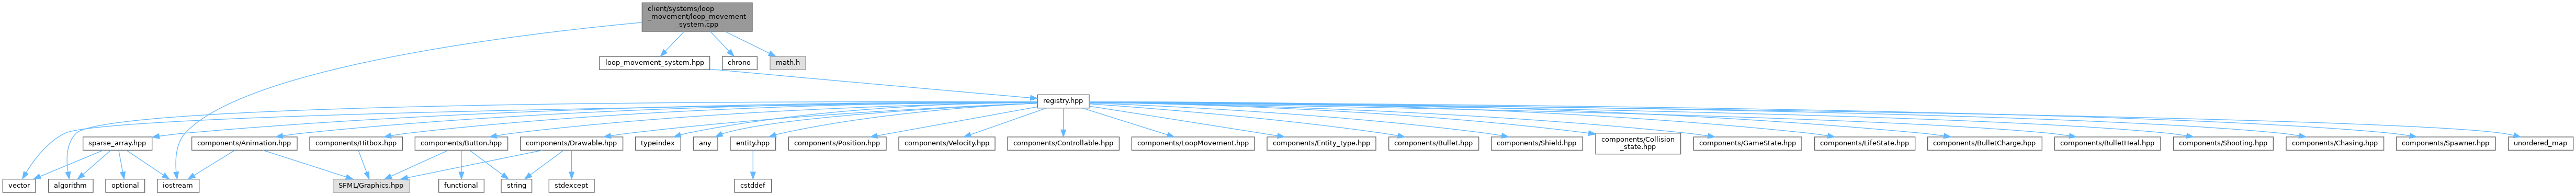 client/systems/loop
_movement/loop_movement
_system.cpp
loop_movement_system.hpp
chrono
math.h
registry.hpp
sparse_array.hpp
components/Animation.hpp
components/Hitbox.hpp
components/Button.hpp
components/Drawable.hpp
typeindex
any
entity.hpp
components/Position.hpp
components/Velocity.hpp
components/Controllable.hpp
components/LoopMovement.hpp
components/Entity_type.hpp
components/Bullet.hpp
components/Shield.hpp
components/Collision
_state.hpp
components/GameState.hpp
components/LifeState.hpp
components/BulletCharge.hpp
components/BulletHeal.hpp
components/Shooting.hpp
components/Chasing.hpp
components/Spawner.hpp
unordered_map
vector
algorithm
optional
iostream
SFML/Graphics.hpp
functional
string
stdexcept
cstddef